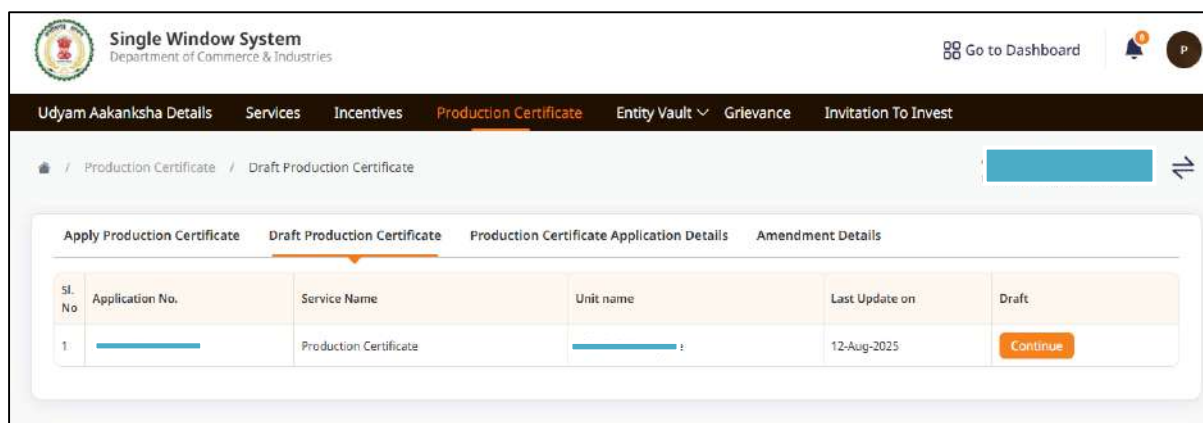 Single Window System
Department of Commerce & Industries
Go to Dashboard
P
Udyam Aakanksha Details Services Incentives Production Certificate Entity Vault Grievance Invitation To Invest
/ Production Certificate / Draft Production Certificate
Apply Production Certificate Draft Production Certificate Production Certificate Application Details Amendment Details
Sl. No Application No. Service Name Unit name Last Update on Draft
1 Production Certificate 12-Aug-2025 Continue